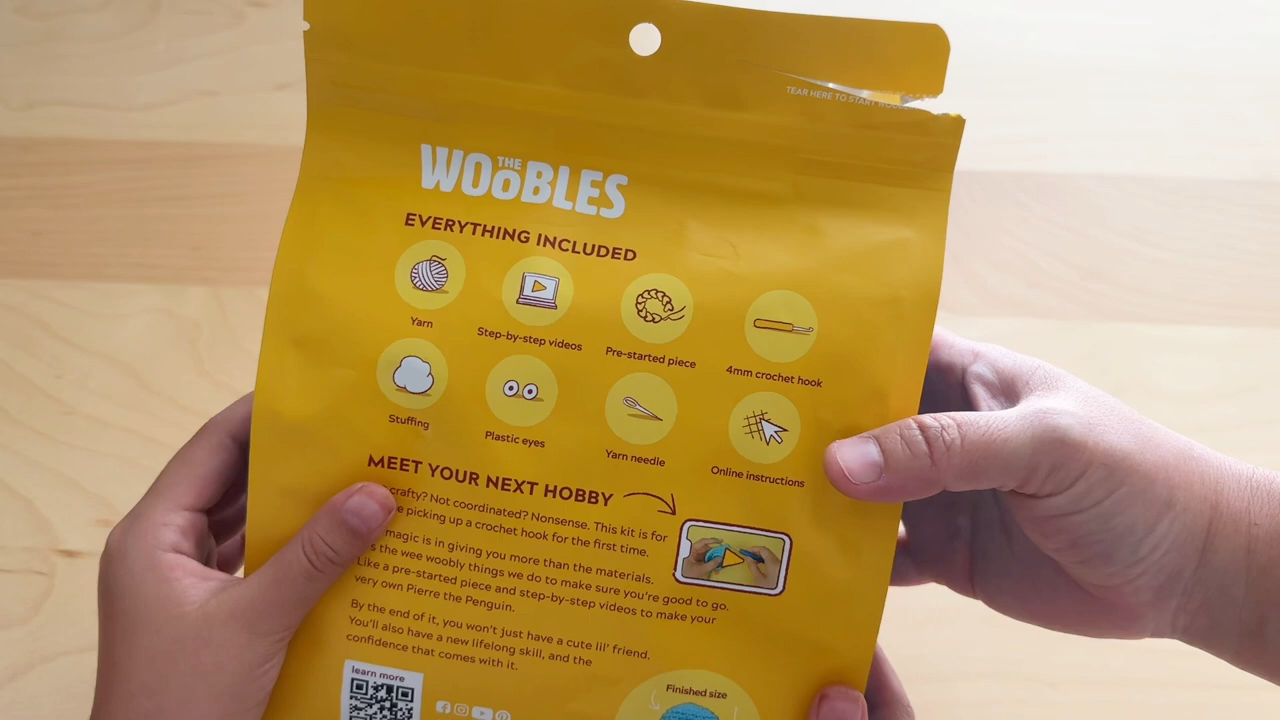 TEAR HERE TO START
THE
WOOBLES
EVERYTHING INCLUDED
Yarn
Step-by-step videos
Pre-started piece
4mm crochet hook
Stuffing
Plastic eyes
Yarn needle
Online instructions
MEET YOUR NEXT HOBBY
crafty? Not coordinated? Nonsense. This kit is for
picking up a crochet hook for the first time.
magic is in giving you more than the materials.
the wee woobly things we do to make sure you're good to go.
Like a pre-started piece and step-by-step videos to make your
very own Pierre the Penguin.
By the end of it, you won't just have a cute lil' friend.
You'll also have a new lifelong skill, and the
confidence that comes with it.
learn more
Finished size